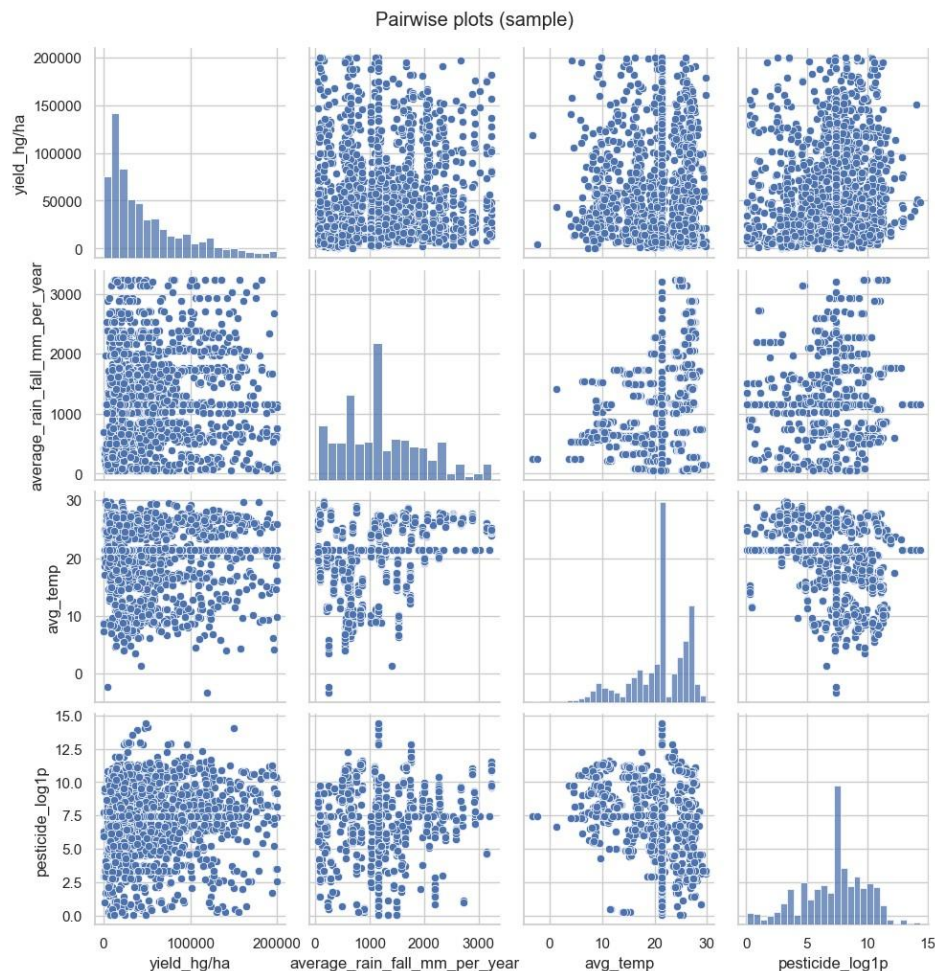 Pairwise plots (sample)
200000
150000
100000
50000
0
yield_hg/ha
3000
2000
1000
0
average_rain_fall_mm_per_year
30
20
10
0
avg_temp
15.0
12.5
10.0
7.5
5.0
2.5
0.0
pesticide_log1p
0 100000 200000 0 1000 2000 3000 0 10 20 30 0 5 10 15
yield_hg/ha average_rain_fall_mm_per_year avg_temp pesticide_log1p